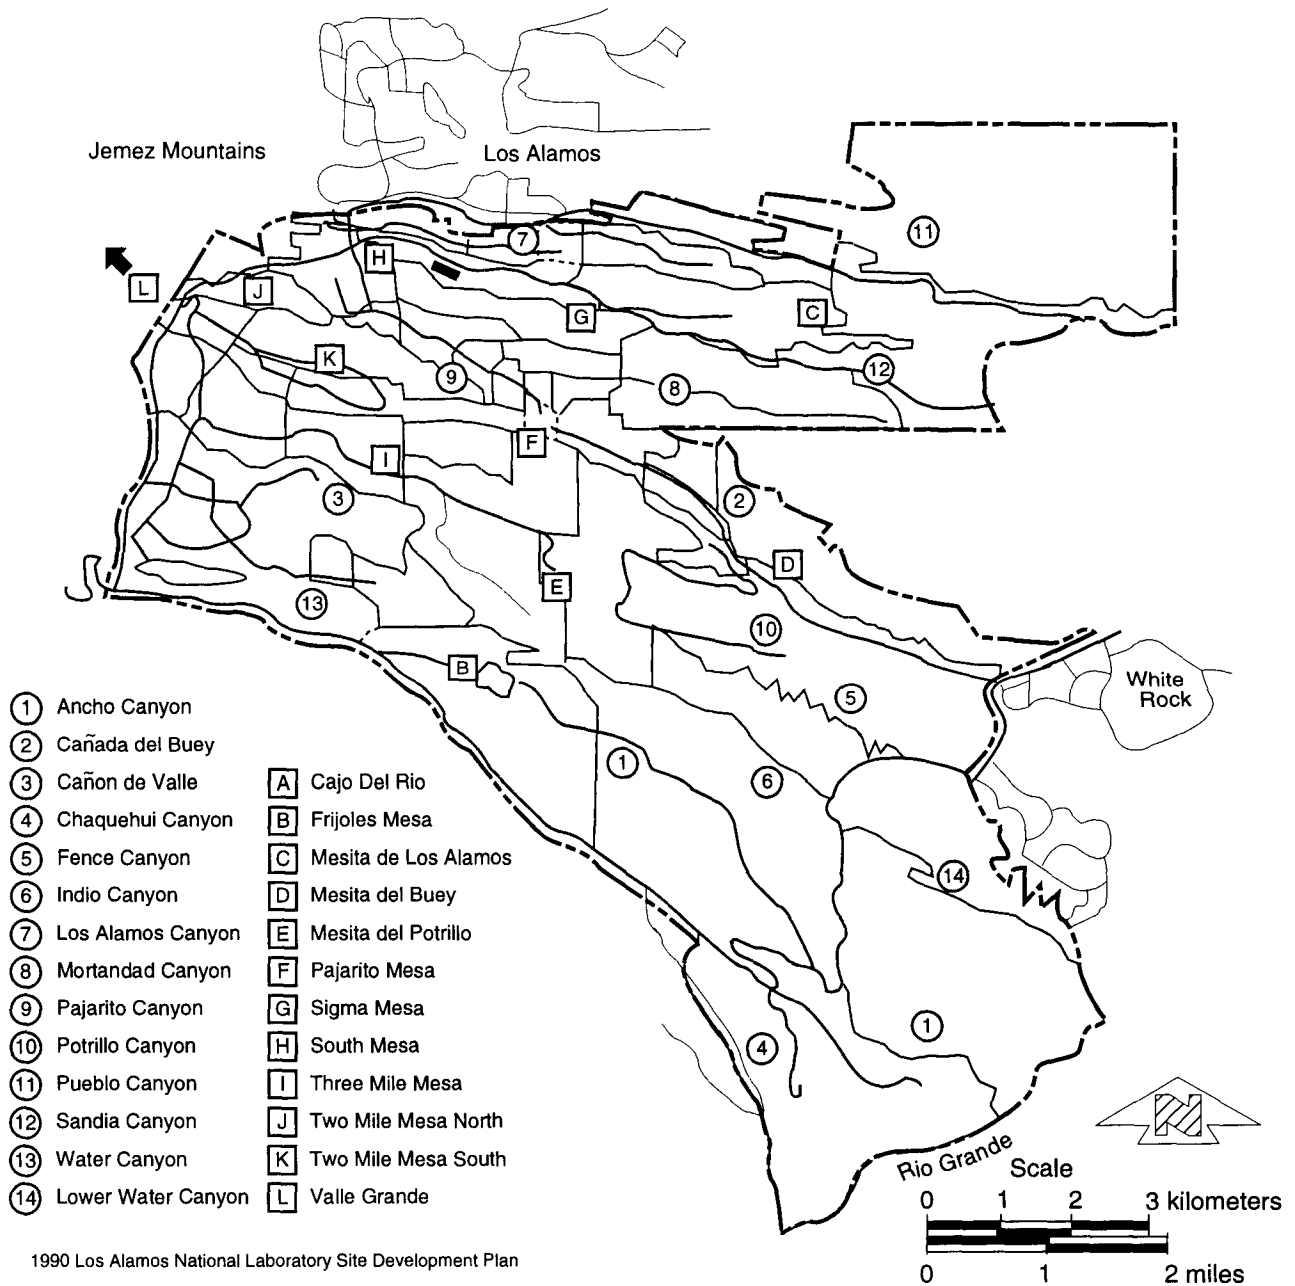 Jemez Mountains
Los Alamos
11
7
H
L
J
G
C
K
9
12
8
F
I
3
2
D
E
13
10
B
White
Rock
5
1
6
14
1
4
1 Ancho Canyon
2 Cañada del Buey
3 Cañon de Valle
4 Chaquehui Canyon
5 Fence Canyon
6 Indio Canyon
7 Los Alamos Canyon
8 Mortandad Canyon
9 Pajarito Canyon
10 Potrillo Canyon
11 Pueblo Canyon
12 Sandia Canyon
13 Water Canyon
14 Lower Water Canyon
A Cajo Del Rio
B Frijoles Mesa
C Mesita de Los Alamos
D Mesita del Buey
E Mesita del Potrillo
F Pajarito Mesa
G Sigma Mesa
H South Mesa
I Three Mile Mesa
J Two Mile Mesa North
K Two Mile Mesa South
L Valle Grande
N
Rio Grande
Scale
0 1 2 3 kilometers
0 1 2 miles
1990 Los Alamos National Laboratory Site Development Plan